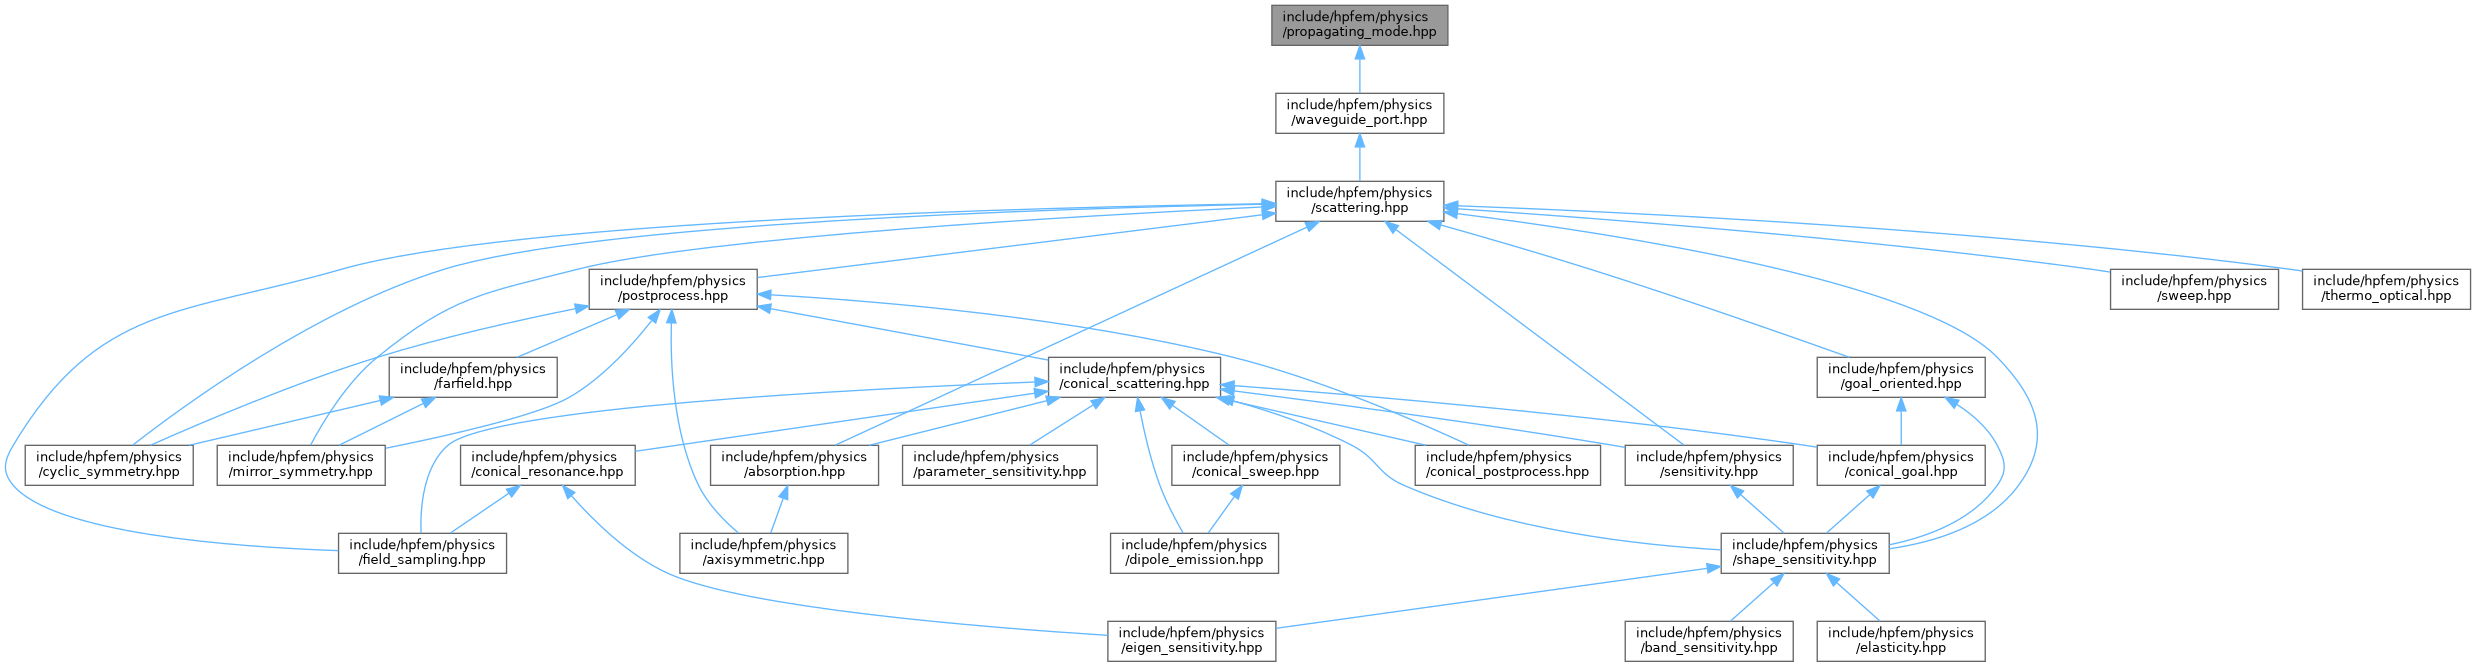 include/hpfem/physics
/propagating_mode.hpp
include/hpfem/physics
/waveguide_port.hpp
include/hpfem/physics
/scattering.hpp
include/hpfem/physics
/postprocess.hpp
include/hpfem/physics
/sweep.hpp
include/hpfem/physics
/thermo_optical.hpp
include/hpfem/physics
/farfield.hpp
include/hpfem/physics
/conical_scattering.hpp
include/hpfem/physics
/goal_oriented.hpp
include/hpfem/physics
/cyclic_symmetry.hpp
include/hpfem/physics
/mirror_symmetry.hpp
include/hpfem/physics
/conical_resonance.hpp
include/hpfem/physics
/absorption.hpp
include/hpfem/physics
/parameter_sensitivity.hpp
include/hpfem/physics
/conical_sweep.hpp
include/hpfem/physics
/conical_postprocess.hpp
include/hpfem/physics
/sensitivity.hpp
include/hpfem/physics
/conical_goal.hpp
include/hpfem/physics
/field_sampling.hpp
include/hpfem/physics
/axisymmetric.hpp
include/hpfem/physics
/dipole_emission.hpp
include/hpfem/physics
/shape_sensitivity.hpp
include/hpfem/physics
/eigen_sensitivity.hpp
include/hpfem/physics
/band_sensitivity.hpp
include/hpfem/physics
/elasticity.hpp